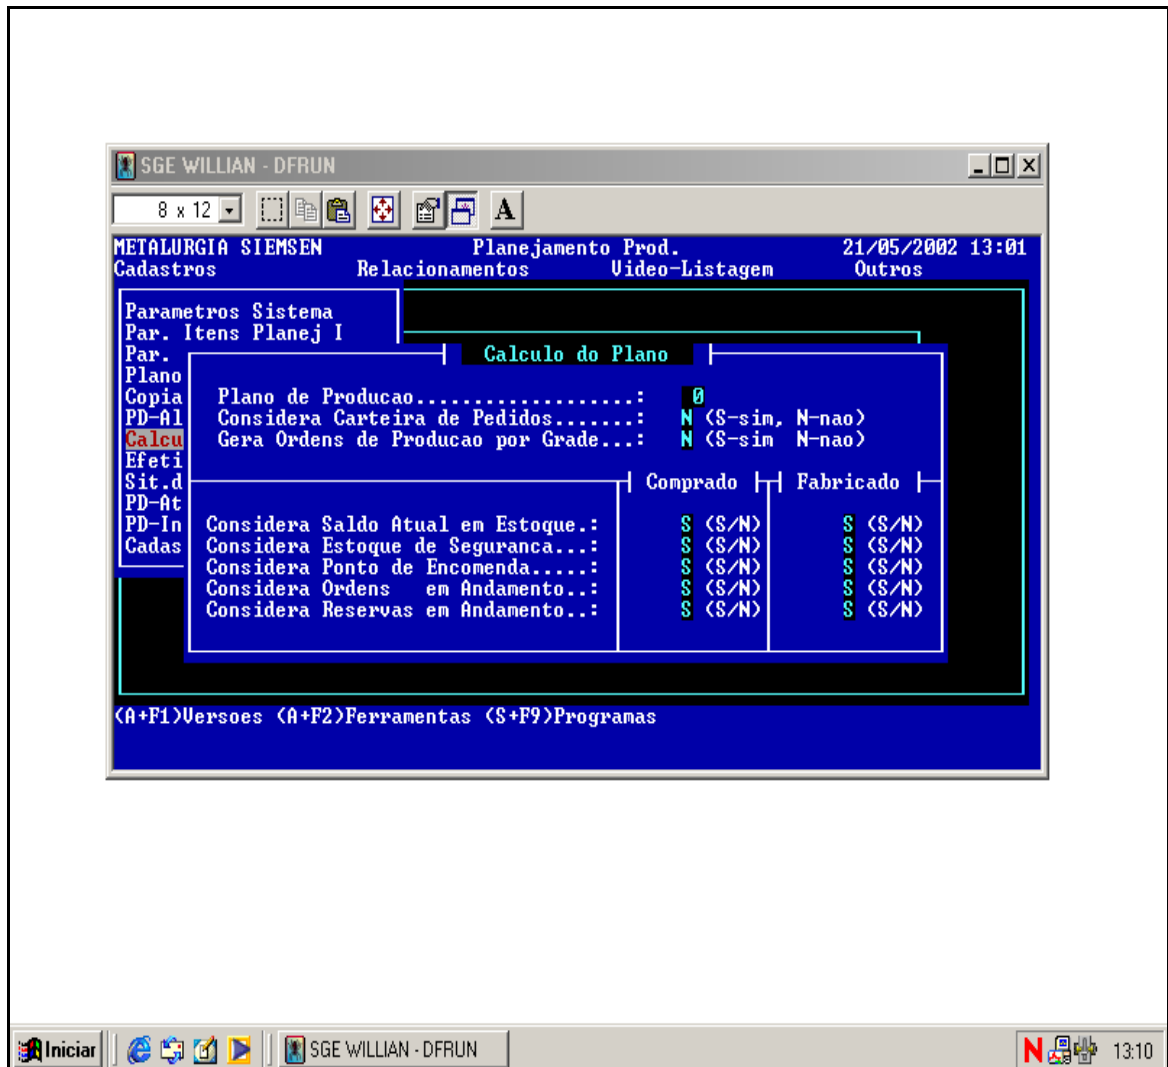 SGE WILLIAN - DFRUN
8 x 12
A
METALURGIA SIEMSEN Planejamento Prod. 21/05/2002 13:01
Cadastros Relacionamentos Video-Listagem Outros
Parametros Sistema
Par. Itens Planej I
Par.
Plano
Copia
PD-Al
Calcu
Efeti
Sit.d
PD-At
PD-In
Cadas
Calculo do Plano
Plano de Producao...................: 0
Considera Carteira de Pedidos.......: N (S-sim, N-nao)
Gera Ordens de Producao por Grade...: N (S-sim N-nao)
Comprado Fabricado
Considera Saldo Atual em Estoque.: S (S/N) S (S/N)
Considera Estoque de Seguranca...: S (S/N) S (S/N)
Considera Ponto de Encomenda.....: S (S/N) S (S/N)
Considera Ordens em Andamento..: S (S/N) S (S/N)
Considera Reservas em Andamento..: S (S/N) S (S/N)
(A+F1)Versoes (A+F2)Ferramentas (S+F9)Programas
Iniciar SGE WILLIAN - DFRUN N 13:10